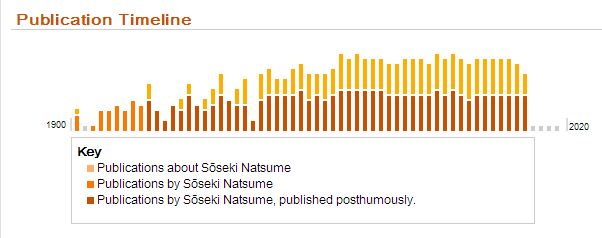 Publication Timeline
1900
2020
Key
Publications about Sōseki Natsume
Publications by Sōseki Natsume
Publications by Sōseki Natsume, published posthumously.